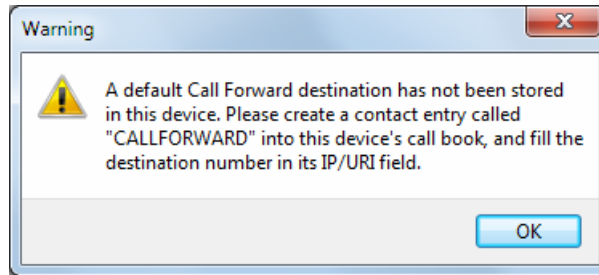 Warning
A default Call Forward destination has not been stored
in this device. Please create a contact entry called
"CALLFORWARD" into this device's call book, and fill the
destination number in its IP/URI field.
OK